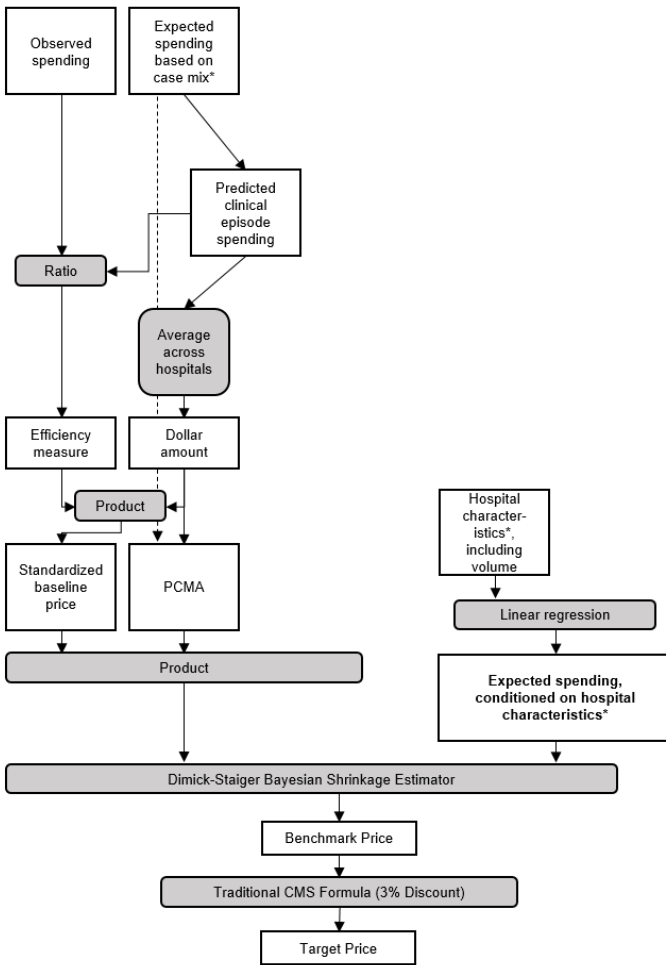 Observed
spending
Expected
spending
based on
case mix*
Predicted
clinical
episode
spending
Ratio
Average
across
hospitals
Efficiency
measure
Dollar
amount
Product
Hospital
character-
istics*,
including
volume
Standardized
baseline
price
PCMA
Linear regression
Product
Expected spending,
conditioned on hospital
characteristics*
Dimick-Staiger Bayesian Shrinkage Estimator
Benchmark Price
Traditional CMS Formula (3% Discount)
Target Price